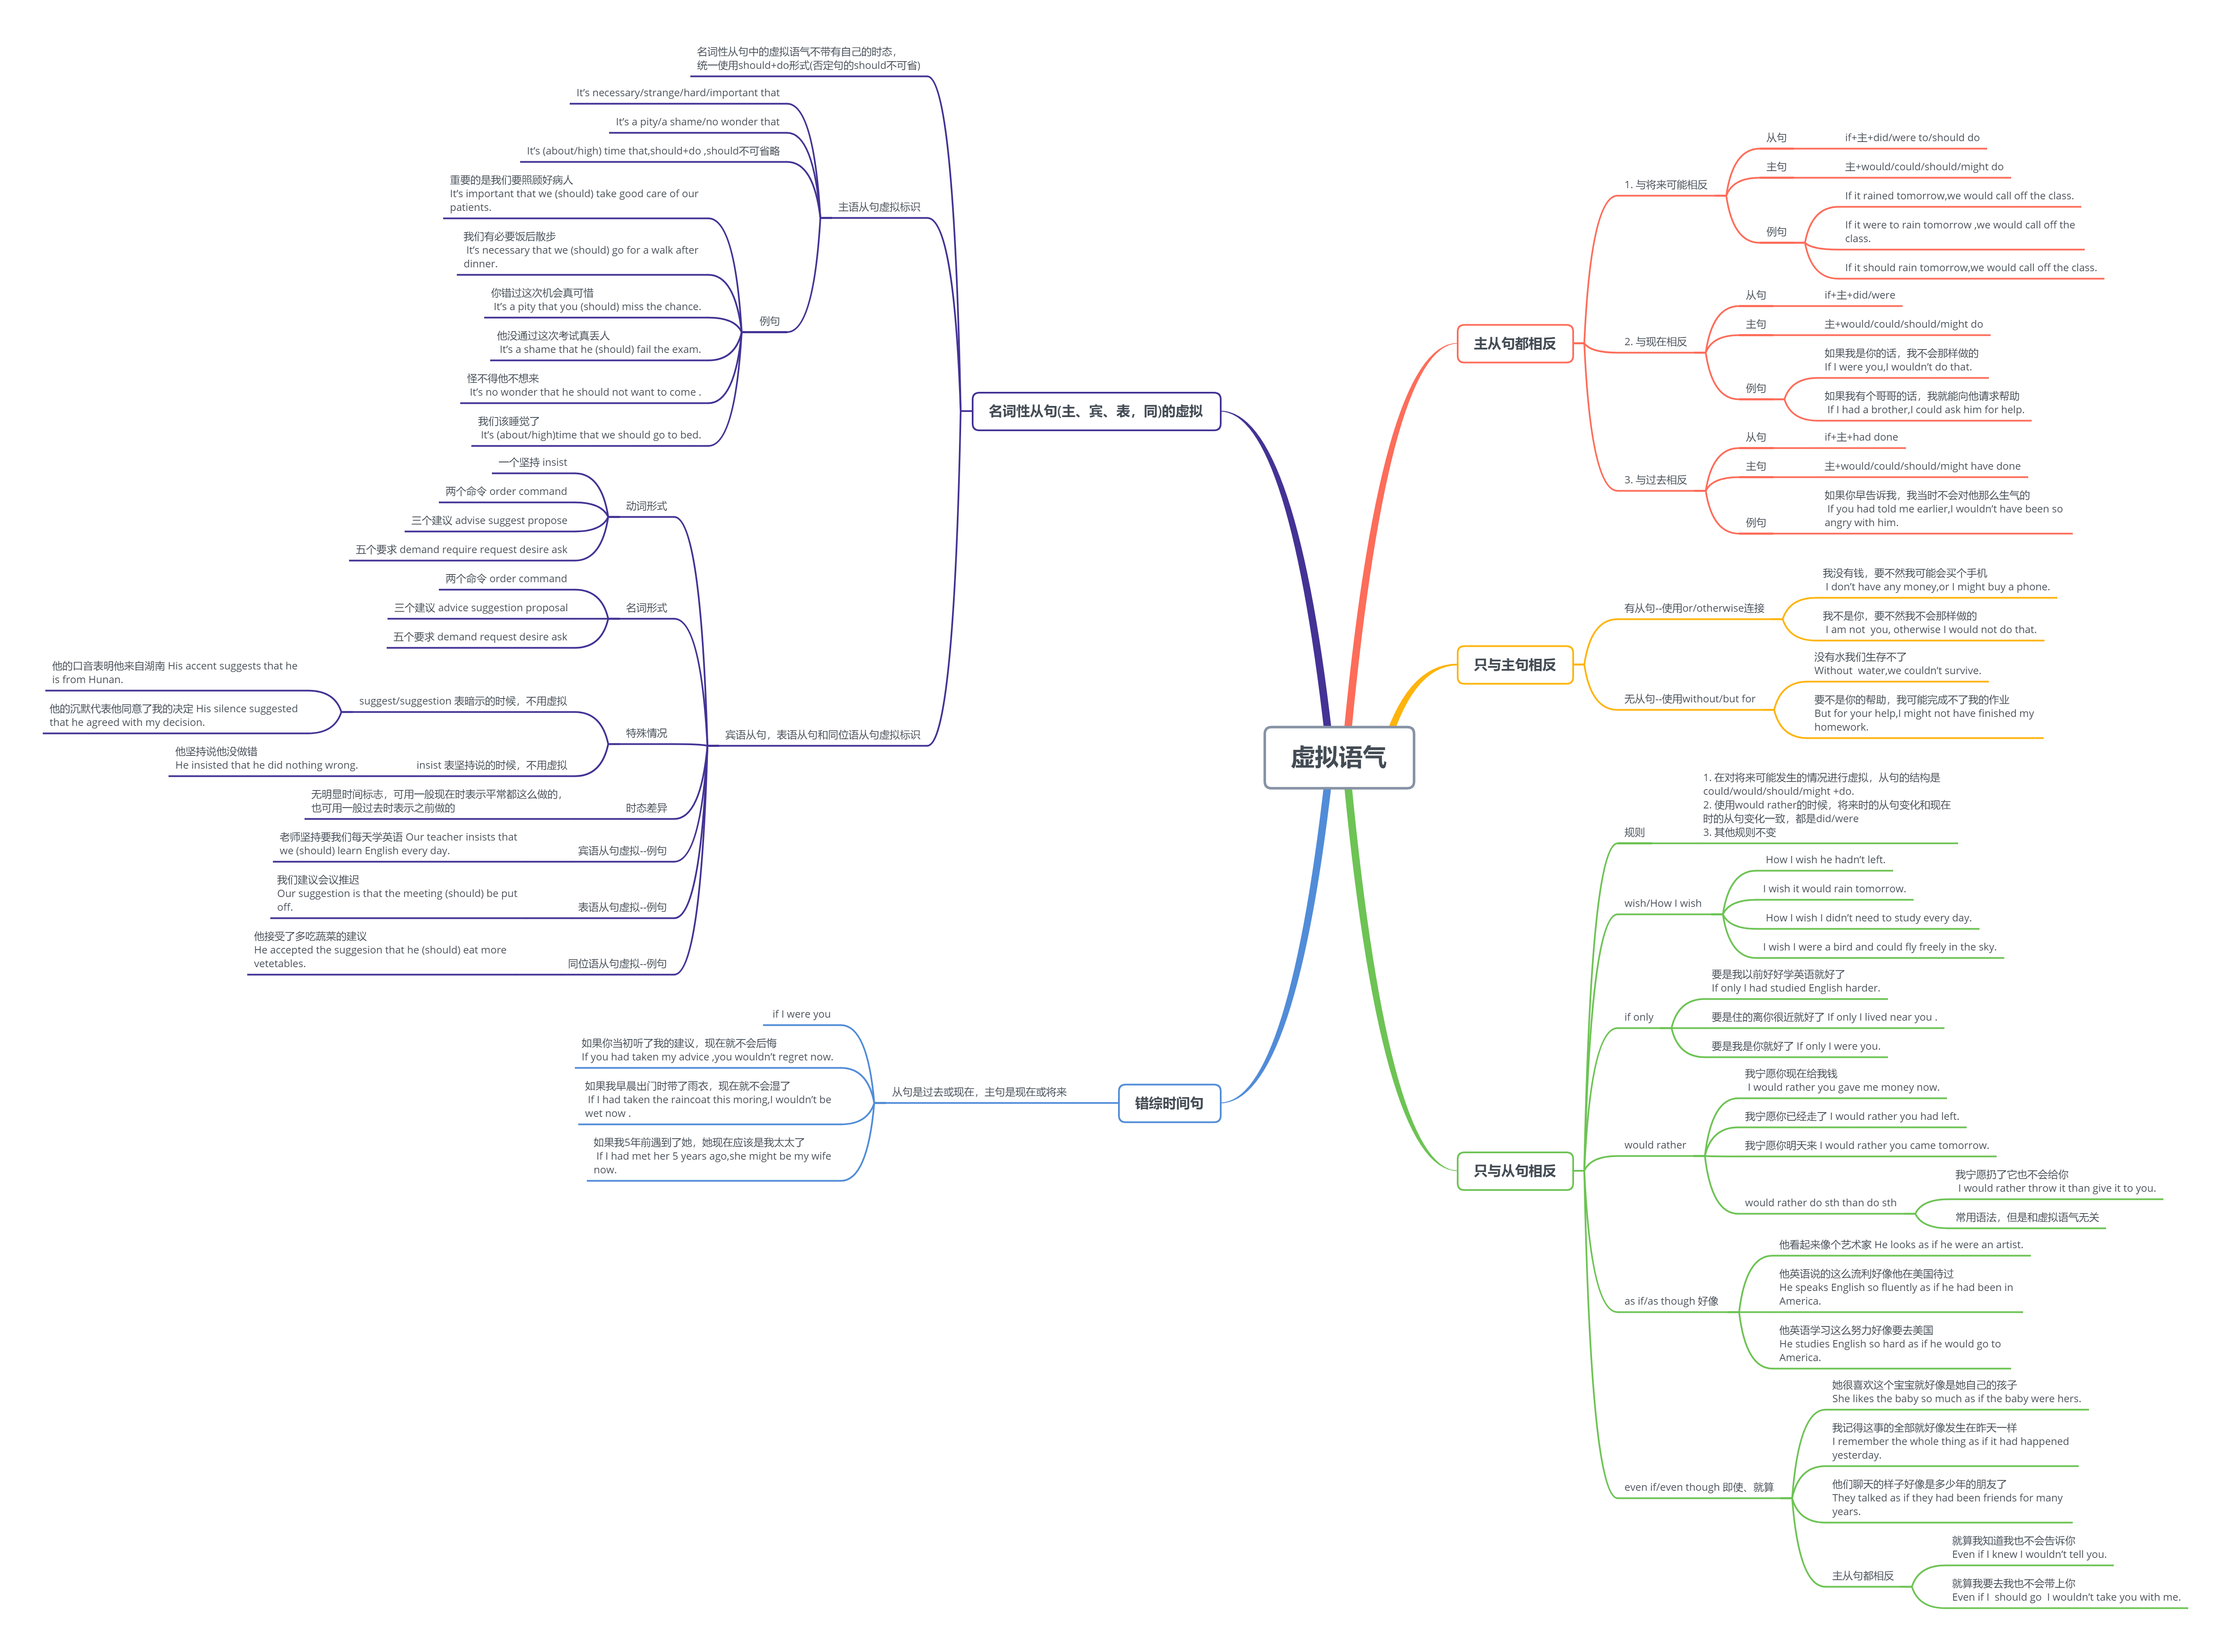 虚拟语气
主从句都相反
1. 与将来可能相反
从句
if+主+did/were to/should do
主句
主+would/could/should/might do
例句
If it rained tomorrow,we would call off the class.
If it were to rain tomorrow ,we would call off the
class.
If it should rain tomorrow,we would call off the class.
2. 与现在相反
从句
if+主+did/were
主句
主+would/could/should/might do
例句
如果我是你的话，我不会那样做的
If I were you,I wouldn’t do that.
如果我有个哥哥的话，我就能向他请求帮助
If I had a brother,I could ask him for help.
3. 与过去相反
从句
if+主+had done
主句
主+would/could/should/might have done
例句
如果你早告诉我，我当时不会对他那么生气的
If you had told me earlier,I wouldn’t have been so
angry with him.
只与主句相反
有从句--使用or/otherwise连接
我没有钱，要不然我可能会买个手机
I don’t have any money,or I might buy a phone.
我不是你，要不然我不会那样做的
I am not  you, otherwise I would not do that.
无从句--使用without/but for
没有水我们生存不了
Without  water,we couldn’t survive.
要不是你的帮助，我可能完成不了我的作业
But for your help,I might not have finished my
homework.
只与从句相反
规则
1. 在对将来可能发生的情况进行虚拟，从句的结构是
could/would/should/might +do.
2. 使用would rather的时候，将来时的从句变化和现在
时的从句变化一致，都是did/were
3. 其他规则不变
wish/How I wish
How I wish he hadn’t left.
I wish it would rain tomorrow.
How I wish I didn’t need to study every day.
I wish I were a bird and could fly freely in the sky.
if only
要是我以前好好学英语就好了
If only I had studied English harder.
要是住的离你很近就好了 If only I lived near you .
要是我是你就好了 If only I were you.
would rather
我宁愿你现在给我钱
I would rather you gave me money now.
我宁愿你已经走了 I would rather you had left.
我宁愿你明天来 I would rather you came tomorrow.
would rather do sth than do sth
我宁愿扔了它也不会给你
I would rather throw it than give it to you.
常用语法，但是和虚拟语气无关
as if/as though 好像
他看起来像个艺术家 He looks as if he were an artist.
他英语说的这么流利好像他在美国待过
He speaks English so fluently as if he had been in
America.
他英语学习这么努力好像要去美国
He studies English so hard as if he would go to
America.
even if/even though 即使、就算
她很喜欢这个宝宝就好像是她自己的孩子
She likes the baby so much as if the baby were hers.
我记得这事的全部就好像发生在昨天一样
I remember the whole thing as if it had happened
yesterday.
他们聊天的样子好像是多少年的朋友了
They talked as if they had been friends for many
years.
主从句都相反
就算我知道我也不会告诉你
Even if I knew I wouldn’t tell you.
就算我要去我也不会带上你
Even if I  should go  I wouldn’t take you with me.
名词性从句(主、宾、表，同)的虚拟
名词性从句中的虚拟语气不带有自己的时态，
统一使用should+do形式(否定句的should不可省)
主语从句虚拟标识
It’s necessary/strange/hard/important that
It’s a pity/a shame/no wonder that
It’s (about/high) time that,should+do ,should不可省略
例句
重要的是我们要照顾好病人
It’s important that we (should) take good care of our
patients.
我们有必要饭后散步
It’s necessary that we (should) go for a walk after
dinner.
你错过这次机会真可惜
It’s a pity that you (should) miss the chance.
他没通过这次考试真丢人
It’s a shame that he (should) fail the exam.
怪不得他不想来
It’s no wonder that he should not want to come .
我们该睡觉了
It’s (about/high)time that we should go to bed.
宾语从句，表语从句和同位语从句虚拟标识
动词形式
一个坚持 insist
两个命令 order command
三个建议 advise suggest propose
五个要求 demand require request desire ask
名词形式
两个命令 order command
三个建议 advice suggestion proposal
五个要求 demand request desire ask
特殊情况
suggest/suggestion 表暗示的时候，不用虚拟
他的口音表明他来自湖南 His accent suggests that he
is from Hunan.
他的沉默代表他同意了我的决定 His silence suggested
that he agreed with my decision.
insist 表坚持说的时候，不用虚拟
他坚持说他没做错
He insisted that he did nothing wrong.
时态差异
无明显时间标志，可用一般现在时表示平常都这么做的，
也可用一般过去时表示之前做的
宾语从句虚拟--例句
老师坚持要我们每天学英语 Our teacher insists that
we (should) learn English every day.
表语从句虚拟--例句
我们建议会议推迟
Our suggestion is that the meeting (should) be put
off.
同位语从句虚拟--例句
他接受了多吃蔬菜的建议
He accepted the suggesion that he (should) eat more
vetetables.
错综时间句
从句是过去或现在，主句是现在或将来
if I were you
如果你当初听了我的建议，现在就不会后悔
If you had taken my advice ,you wouldn’t regret now.
如果我早晨出门时带了雨衣，现在就不会湿了
If I had taken the raincoat this moring,I wouldn’t be
wet now .
如果我5年前遇到了她，她现在应该是我太太了
If I had met her 5 years ago,she might be my wife
now.